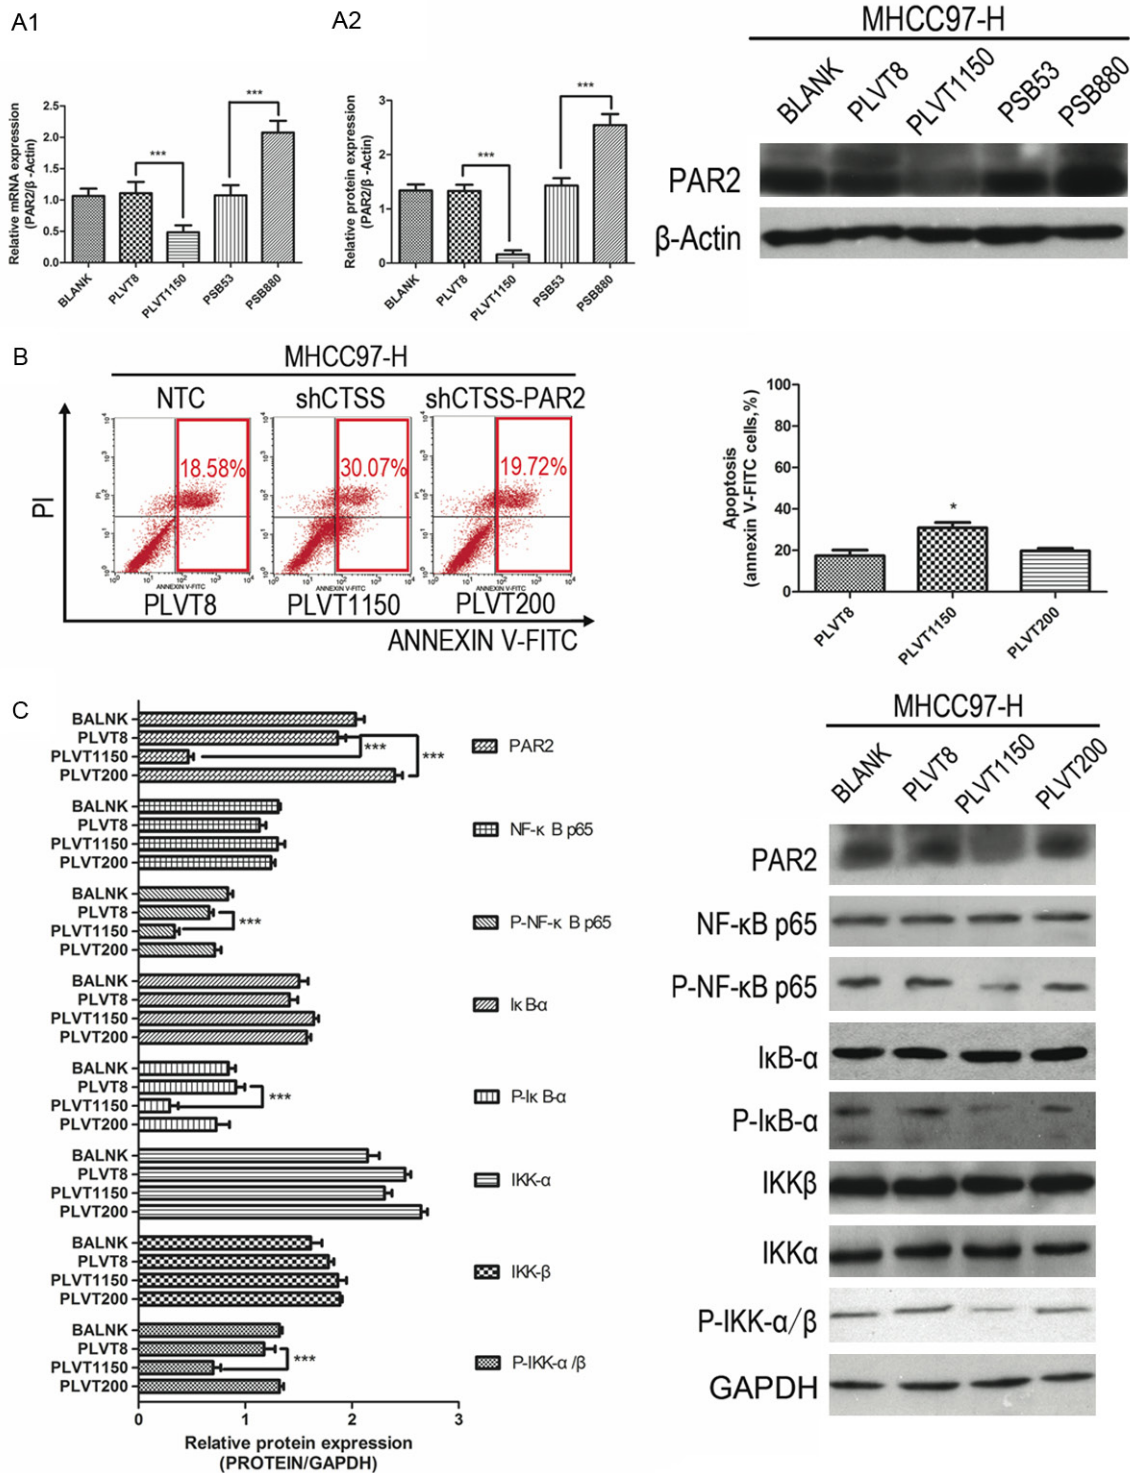 A1
A2
MHCC97-H
BLANK
PLVT8
PLVT1150
PSB53
PSB880
PAR2
β-Actin
Relative mRNA expression
(PAR2/β -Actin)
2.5
2.0
1.5
1.0
0.5
0.0
***
***
BLANK
PLVT8
PLVT1150
PSB53
PSB880
Relative protein expression
(PAR2/β -Actin)
3
2
1
0
***
***
BLANK
PLVT8
PLVT1150
PSB53
PSB880
B
MHCC97-H
NTC
shCTSS
shCTSS-PAR2
PI
18.58%
30.07%
19.72%
ANNEXIN V-FITC
ANNEXIN V-FITC
ANNEXIN V-FITC
PLVT8
PLVT1150
PLVT200
ANNEXIN V-FITC
Apoptosis
(annexin V-FITC cells,%)
100
80
60
40
20
0
*
PLVT8
PLVT1150
PLVT200
C
BALNK
PLVT8
PLVT1150
PLVT200
***
***
PAR2
BALNK
PLVT8
PLVT1150
PLVT200
NF-κ B p65
BALNK
PLVT8
PLVT1150
PLVT200
***
P-NF-κ B p65
BALNK
PLVT8
PLVT1150
PLVT200
Iκ B-α
BALNK
PLVT8
PLVT1150
PLVT200
***
P-Iκ B-α
BALNK
PLVT8
PLVT1150
PLVT200
IKK-α
BALNK
PLVT8
PLVT1150
PLVT200
IKK-β
BALNK
PLVT8
PLVT1150
PLVT200
***
P-IKK-α /β
0 1 2 3
Relative protein expression
(PROTEIN/GAPDH)
MHCC97-H
BLANK
PLVT8
PLVT1150
PLVT200
PAR2
NF-κB p65
P-NF-κB p65
IκB-α
P-IκB-α
IKKβ
IKKα
P-IKK-α/β
GAPDH